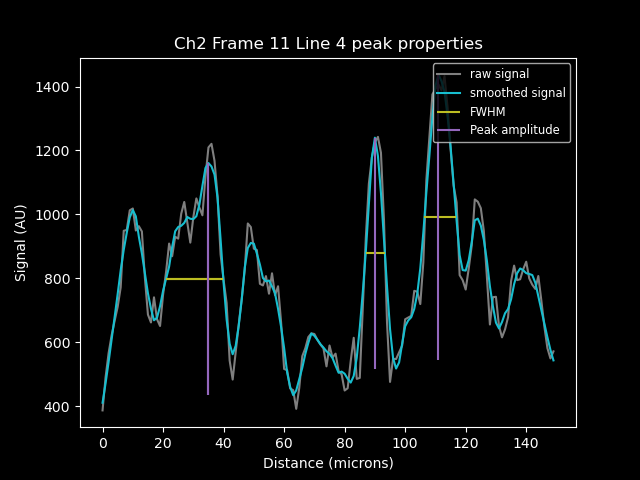 Ch2 Frame 11 Line 4 peak properties
raw signal
smoothed signal
FWHM
Peak amplitude
Signal (AU)
1400
1200
1000
800
600
400
0 20 40 60 80 100 120 140
Distance (microns)